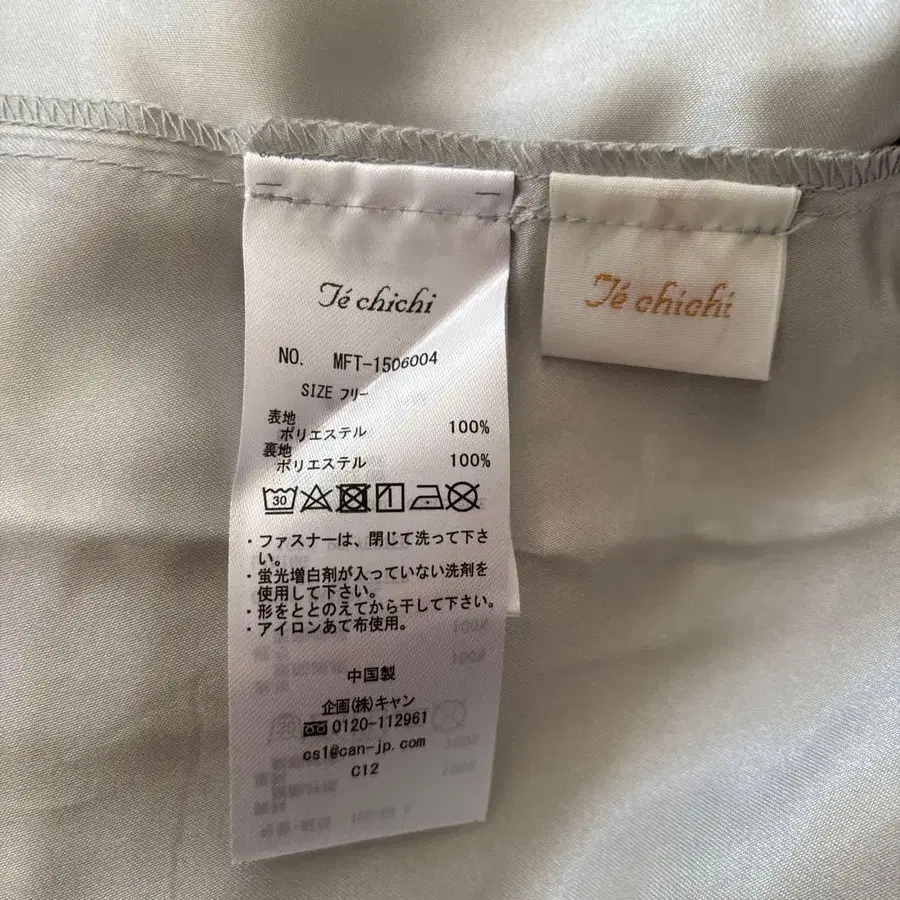 Té chichi
Té chichi
NO. MFT-1506004
SIZE フリー
表地
ポリエステル 100%
裏地
ポリエステル 100%
30
・ファスナーは、閉じて洗って下さ
い。
・蛍光増白剤が入っていない洗剤を
使用して下さい。
・形をととのえてから干して下さい。
・アイロンあて布使用。
中国製
企画(株)キャン
0120-112961
cs1@can-jp.com
C12